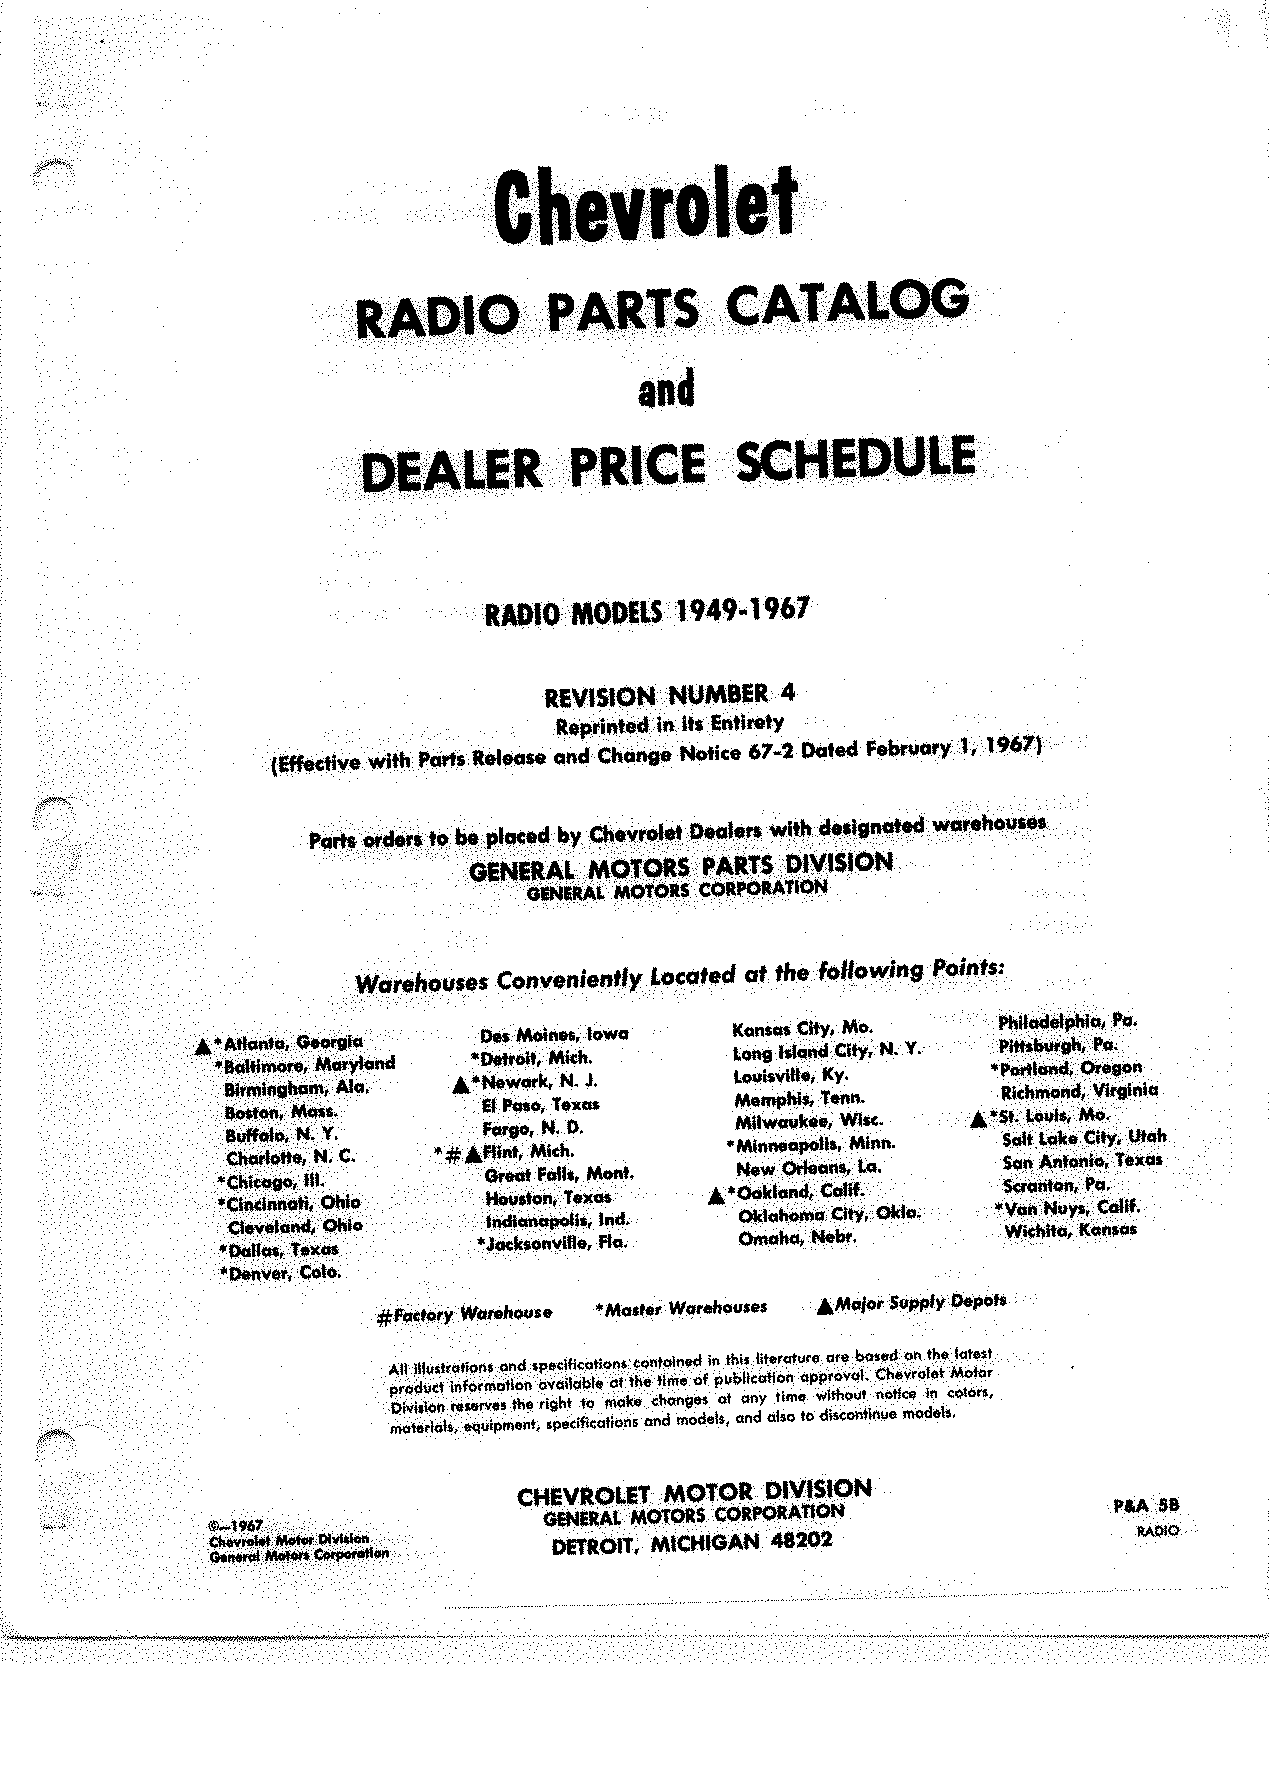 Chevrolet
RADIO PARTS CATALOG
and
DEALER PRICE SCHEDULE
RADIO MODELS 1949-1967
REVISION NUMBER 4
Reprinted in its Entirety
(Effective with Parts Release and Change Notice 67-2 Dated February 1, 1967)
Parts orders to be placed by Chevrolet Dealers with designated warehouses
GENERAL MOTORS PARTS DIVISION
GENERAL MOTORS CORPORATION
Warehouses Conveniently Located at the following Points:
▲*Atlanta, Georgia
*Baltimore, Maryland
Birmingham, Ala.
Boston, Mass.
Buffalo, N. Y.
Charlotte, N. C.
*Chicago, Ill.
*Cincinnati, Ohio
Cleveland, Ohio
*Dallas, Texas
*Denver, Colo.
Des Moines, Iowa
*Detroit, Mich.
▲*Newark, N. J.
El Paso, Texas
Fargo, N. D.
*#▲Flint, Mich.
Great Falls, Mont.
Houston, Texas
Indianapolis, Ind.
*Jacksonville, Fla.
Kansas City, Mo.
Long Island City, N. Y.
Louisville, Ky.
Memphis, Tenn.
Milwaukee, Wisc.
*Minneapolis, Minn.
New Orleans, La.
▲*Oakland, Calif.
Oklahoma City, Okla.
Omaha, Nebr.
Philadelphia, Pa.
Pittsburgh, Pa.
*Portland, Oregon
Richmond, Virginia
▲*St. Louis, Mo.
Salt Lake City, Utah
San Antonio, Texas
Scranton, Pa.
*Van Nuys, Calif.
Wichita, Kansas
#Factory Warehouse *Master Warehouses ▲Major Supply Depots
All illustrations and specifications contained in this literature are based on the latest
product information available at the time of publication approval. Chevrolet Motor
Division reserves the right to make changes at any time without notice in colors,
materials, equipment, specifications and models, and also to discontinue models.
CHEVROLET MOTOR DIVISION
GENERAL MOTORS CORPORATION
DETROIT, MICHIGAN 48202
©—1967
Chevrolet Motor Division
General Motors Corporation
P&A 5B
RADIO